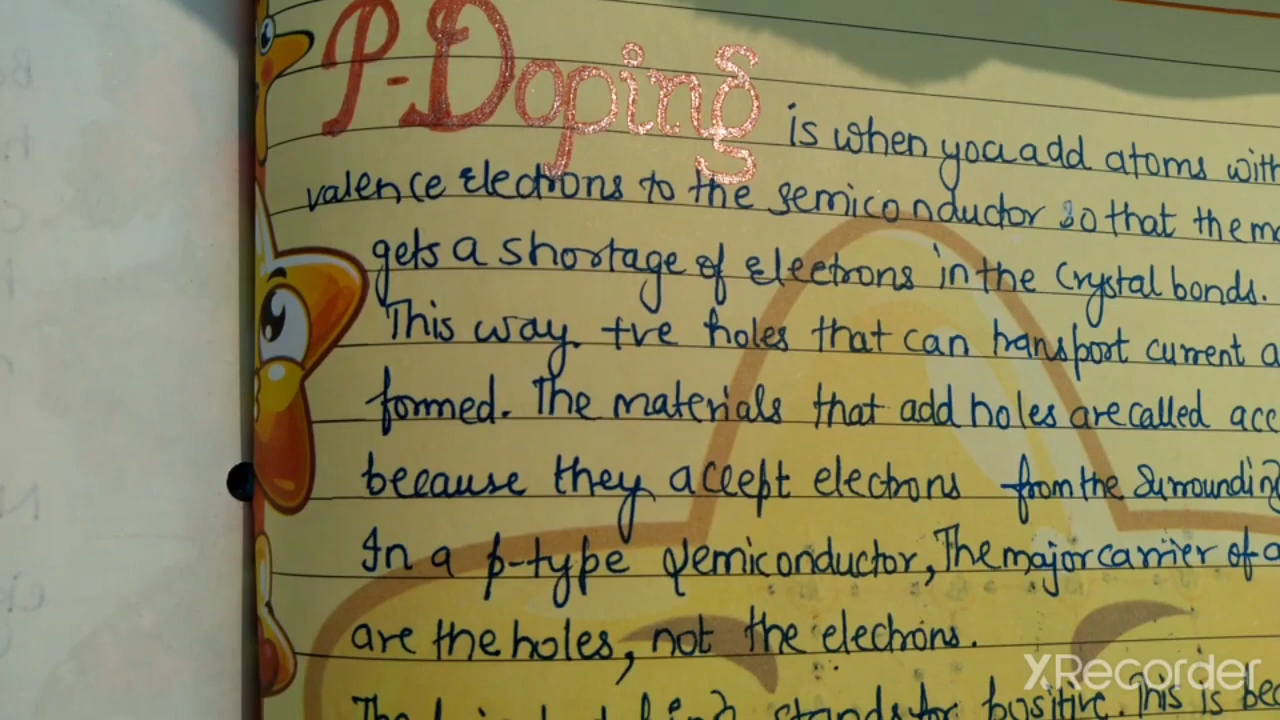 P-Doping is when you add atoms with
valence electrons to the semiconductor so that the
gets a shortage of electrons in the Crystal bonds.
This way. +ve holes that can transport current
formed. The materials that add holes are called
because they accept electrons from the Surrounding
In a p-type semiconductor, The major carrier of
are the holes, not the electrons.
The stands for positive. This is
XRecorder